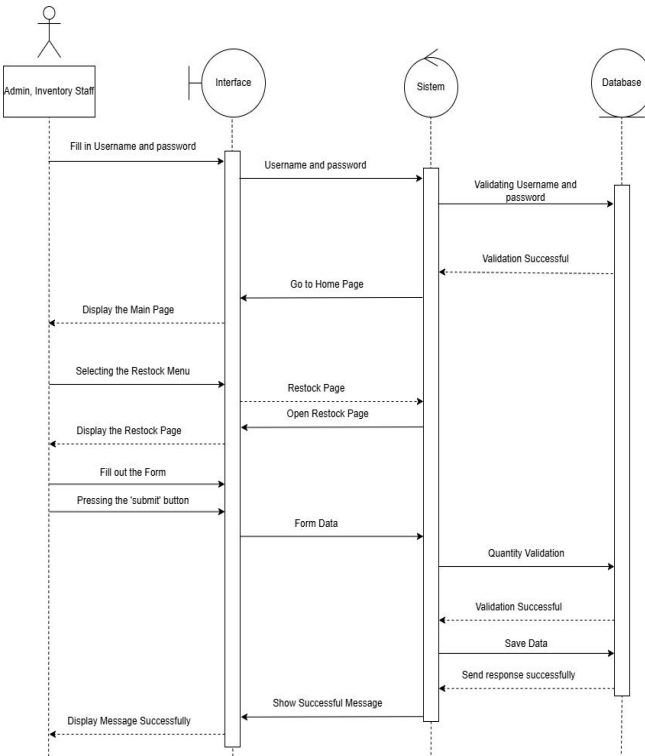 Admin, Inventory Staff
Interface
Sistem
Database
Fill in Username and password
Username and password
Validating Username and
password
Validation Successful
Go to Home Page
Display the Main Page
Selecting the Restock Menu
Restock Page
Open Restock Page
Display the Restock Page
Fill out the Form
Pressing the 'submit' button
Form Data
Quantity Validation
Validation Successful
Save Data
Send response successfully
Show Successful Message
Display Message Successfully